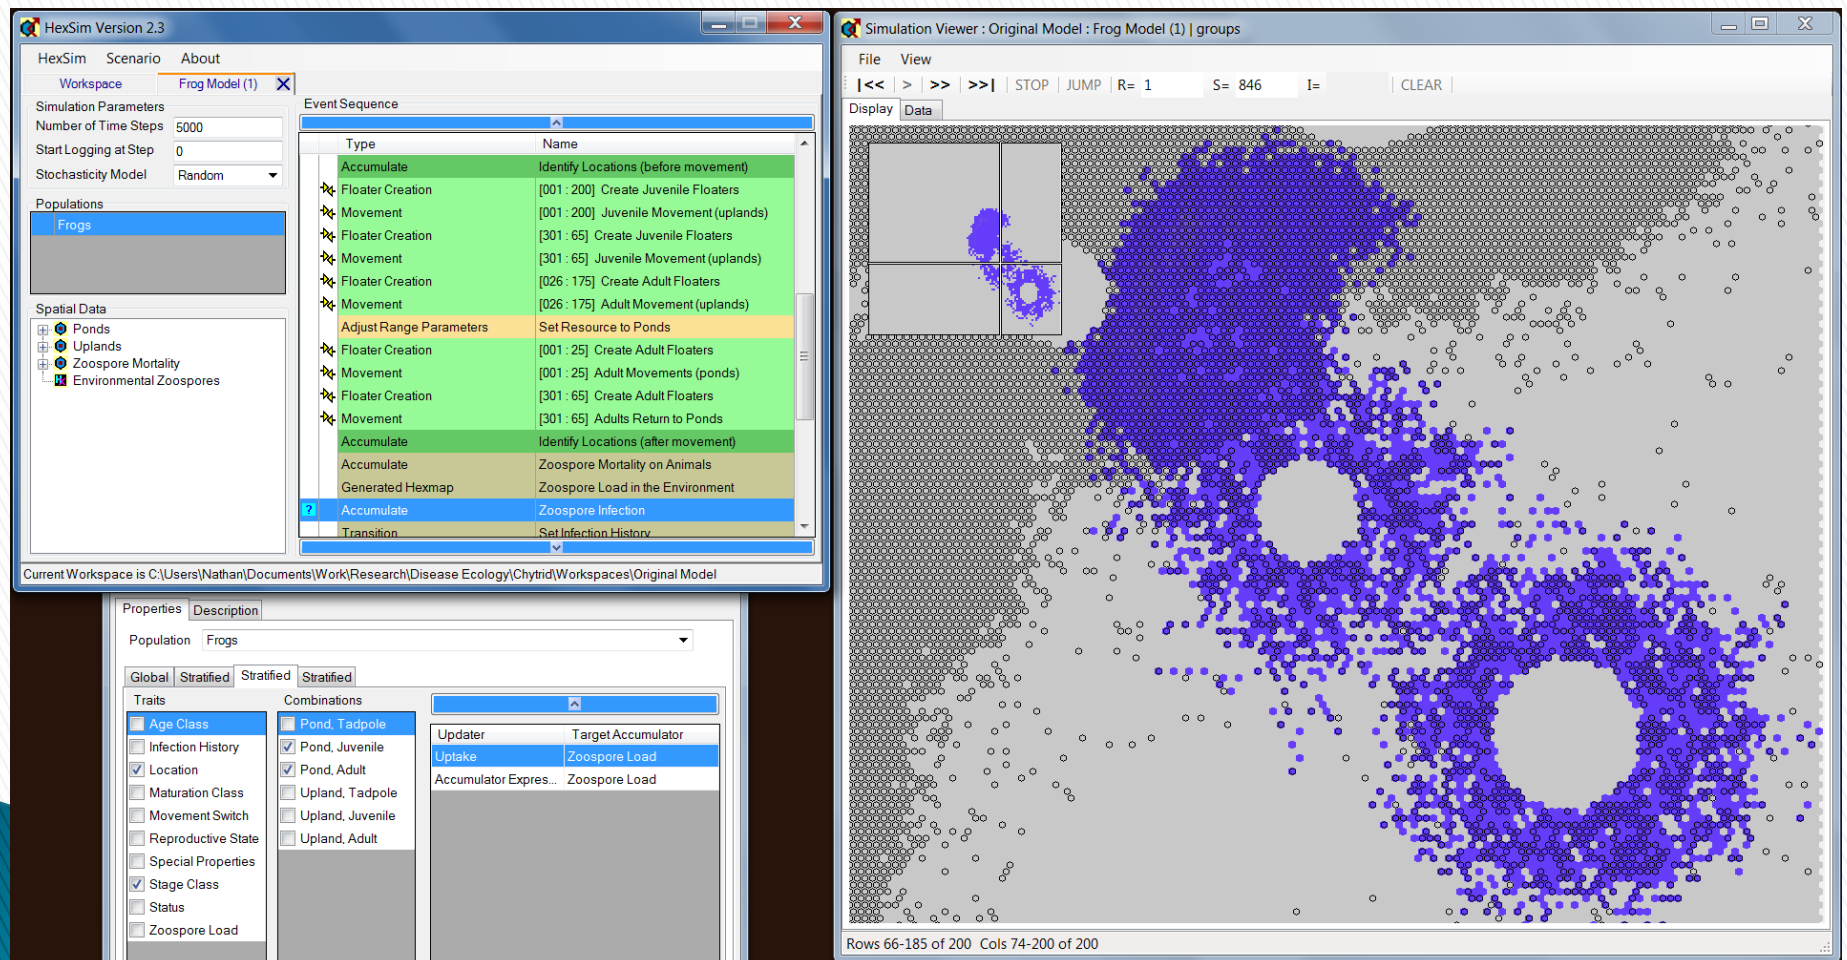 HexSim Version 2.3
HexSim Scenario About
Workspace Frog Model (1)
Simulation Parameters
Number of Time Steps 5000
Start Logging at Step 0
Stochasticity Model Random
Populations
Frogs
Spatial Data
Ponds
Uplands
Zoospore Mortality
Environmental Zoospores
Event Sequence
Type Name
Accumulate Identify Locations (before movement)
Floater Creation [001 : 200] Create Juvenile Floaters
Movement [001 : 200] Juvenile Movement (uplands)
Floater Creation [301 : 65] Create Juvenile Floaters
Movement [301 : 65] Juvenile Movement (uplands)
Floater Creation [026 : 175] Create Adult Floaters
Movement [026 : 175] Adult Movement (uplands)
Adjust Range Parameters Set Resource to Ponds
Floater Creation [001 : 25] Create Adult Floaters
Movement [001 : 25] Adult Movements (ponds)
Floater Creation [301 : 65] Create Adult Floaters
Movement [301 : 65] Adults Return to Ponds
Accumulate Identify Locations (after movement)
Accumulate Zoospore Mortality on Animals
Generated Hexmap Zoospore Load in the Environment
? Accumulate Zoospore Infection
Transition Set Infection History
Current Workspace is C:\Users\Nathan\Documents\Work\Research\Disease Ecology\Chytrid\Workspaces\Original Model
Properties Description
Population Frogs
Global Stratified Stratified Stratified
Traits
Age Class
Infection History
Location
Maturation Class
Movement Switch
Reproductive State
Special Properties
Stage Class
Status
Zoospore Load
Combinations
Pond, Tadpole
Pond, Juvenile
Pond, Adult
Upland, Tadpole
Upland, Juvenile
Upland, Adult
Updater Target Accumulator
Uptake Zoospore Load
Accumulator Expres... Zoospore Load
Simulation Viewer : Original Model : Frog Model (1) | groups
File View
|<< > >> >>| STOP JUMP R= 1 S= 846 I= CLEAR
Display Data
Rows 66-185 of 200 Cols 74-200 of 200